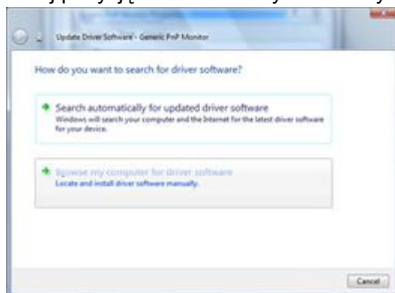 Update Driver Software - Generic PnP Monitor
How do you want to search for driver software?
Search automatically for updated driver software
Windows will search your computer and the Internet for the latest driver software
for your device.
Browse my computer for driver software
Locate and install driver software manually.
Cancel